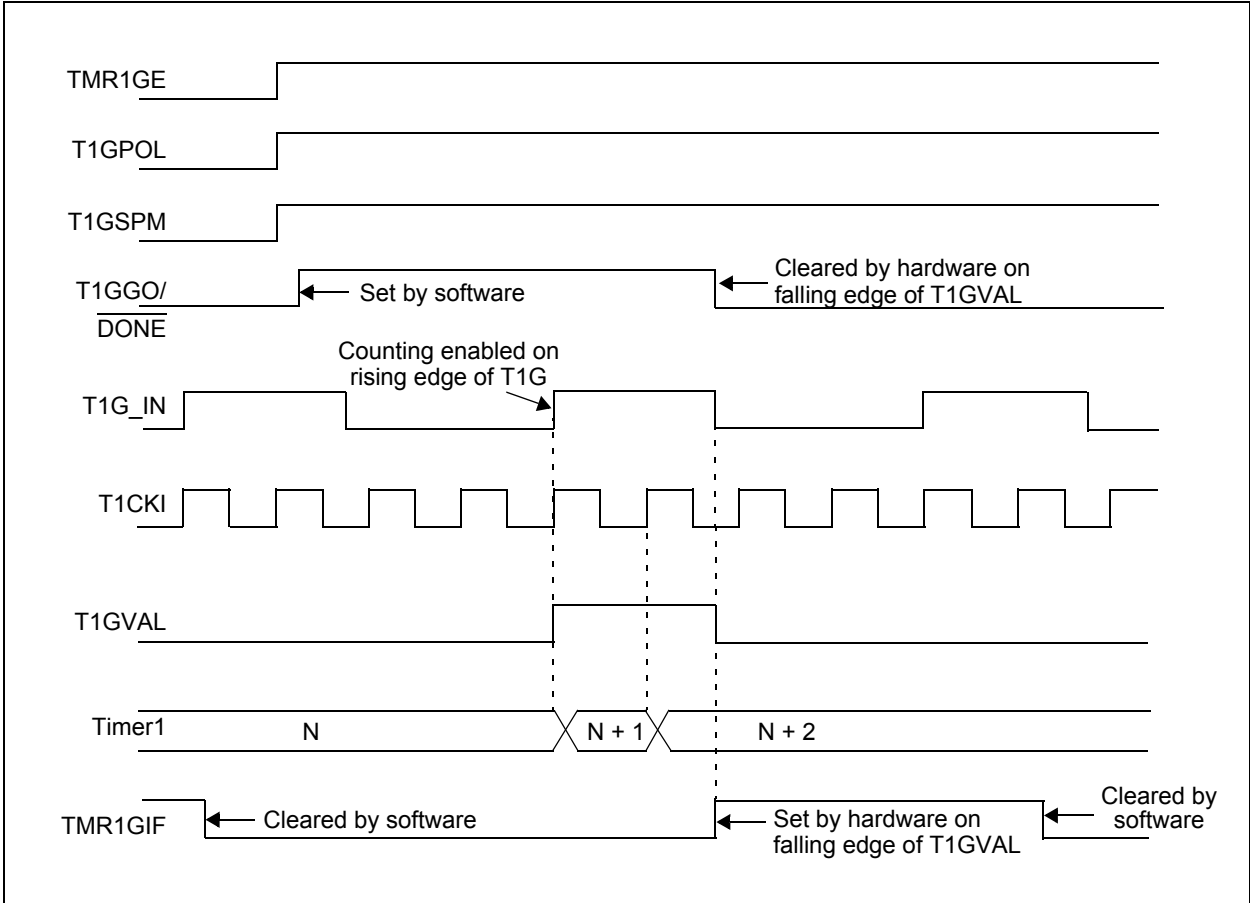 TMR1GE
T1GPOL
T1GSPM
T1GGO/
DONE
Set by software
Cleared by hardware on
falling edge of T1GVAL
Counting enabled on
rising edge of T1G
T1G_IN
T1CKI
T1GVAL
Timer1
N
N + 1
N + 2
TMR1GIF
Cleared by software
Set by hardware on
falling edge of T1GVAL
Cleared by
software